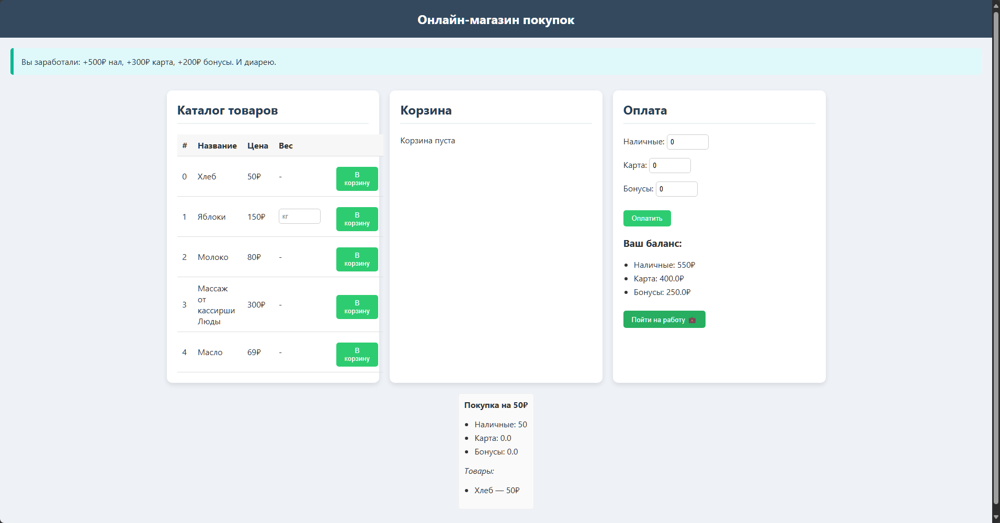 Онлайн-магазин покупок
Вы заработали: +500₽ нал, +300₽ карта, +200₽ бонусы. И диарею.
Каталог товаров
# Название Цена Вес
0 Хлеб 50₽ - В
корзину
1 Яблоки 150₽ кг В
корзину
2 Молоко 80₽ - В
корзину
3 Массаж
от
кассирши
Люды 300₽ - В
корзину
4 Масло 69₽ - В
корзину
Корзина
Корзина пуста
Оплата
Наличные: 0
Карта: 0
Бонусы: 0
Оплатить
Ваш баланс:
Наличные: 550₽
Карта: 400.0₽
Бонусы: 250.0₽
Пойти на работу
Покупка на 50₽
Наличные: 50
Карта: 0.0
Бонусы: 0.0
Товары:
Хлеб — 50₽